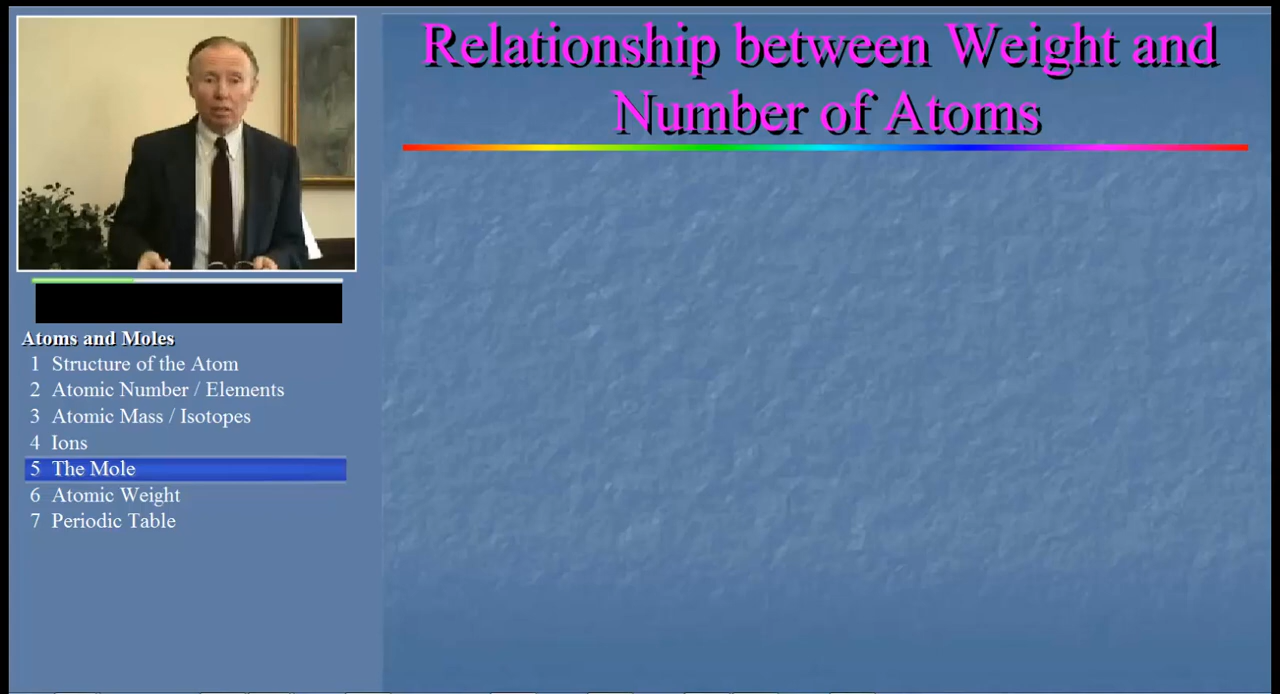 Relationship between Weight and
Number of Atoms
Atoms and Moles
1 Structure of the Atom
2 Atomic Number / Elements
3 Atomic Mass / Isotopes
4 Ions
5 The Mole
6 Atomic Weight
7 Periodic Table